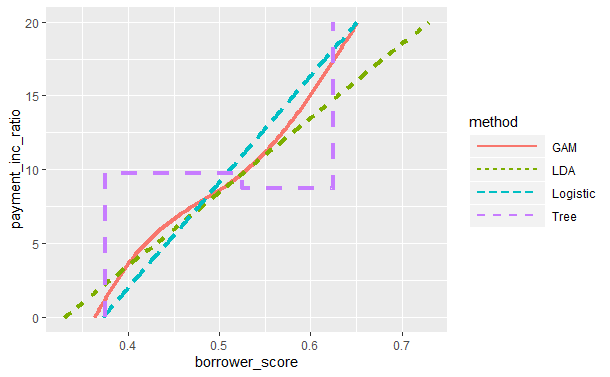 20
15
10
5
0
payment_inc_ratio
0.4 0.5 0.6 0.7
borrower_score
method
GAM
LDA
Logistic
Tree